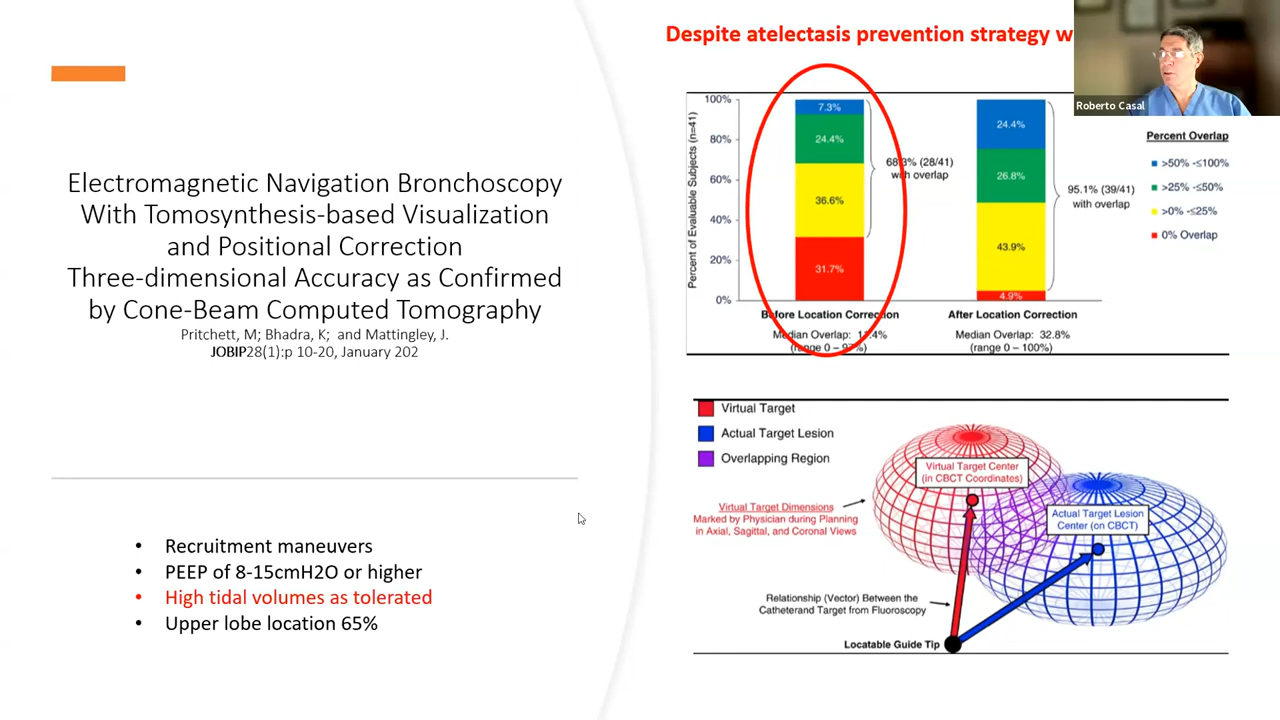 Despite atelectasis prevention strategy
Roberto Casal
Electromagnetic Navigation Bronchoscopy
With Tomosynthesis-based Visualization
and Positional Correction
Three-dimensional Accuracy as Confirmed
by Cone-Beam Computed Tomography
Pritchett, M; Bhadra, K; and Mattingley, J.
JOBIP28(1):p 10-20, January 202
• Recruitment maneuvers
• PEEP of 8-15cmH2O or higher
• High tidal volumes as tolerated
• Upper lobe location 65%
Percent of Evaluable Subjects (n=41)
100%
80%
60%
40%
20%
0%
7.3%
24.4%
36.6%
31.7%
68.3% (28/41)
with overlap
Before Location Correction
Median Overlap:
(range 0 –
24.4%
26.8%
43.9%
4.9%
95.1% (39/41)
with overlap
After Location Correction
Median Overlap: 32.8%
(range 0 – 100%)
Percent Overlap
>50% -≤100%
>25% -≤50%
>0% -≤25%
0% Overlap
Virtual Target
Actual Target Lesion
Overlapping Region
Virtual Target Center
(in CBCT Coordinates)
Actual Target Lesion
Center (on CBCT)
Virtual Target Dimensions
Marked by Physician during Planning
in Axial, Sagittal, and Coronal Views
Relationship (Vector) Between the
Catheterand Target from Fluoroscopy
Locatable Guide Tip